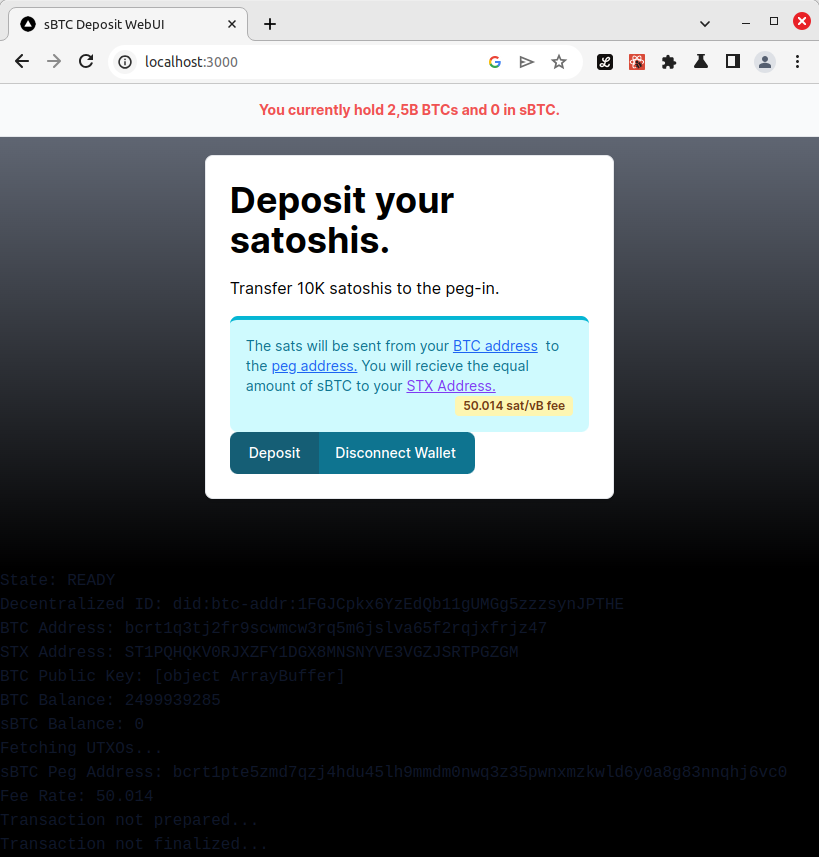 sBTC Deposit WebUI
localhost:3000
You currently hold 2,5B BTCs and 0 in sBTC.
Deposit your
satoshis.
Transfer 10K satoshis to the peg-in.
The sats will be sent from your BTC address to
the peg address. You will recieve the equal
amount of sBTC to your STX Address.
50.014 sat/vB fee
Deposit Disconnect Wallet
State: READY
Decentralized ID: did:btc-addr:1FGJCpkx6YzEdQb11gUMGg5zzzsynJPTHE
BTC Address: bcrt1q3tj2fr9scwmcw3rq5m6jslva65f2rqjxfrjz47
STX Address: ST1PQHQKV0RJXZFY1DGX8MNSNYVE3VGZJSRTPGZGM
BTC Public Key: [object ArrayBuffer]
BTC Balance: 2499939285
sBTC Balance: 0
Fetching UTXOs...
sBTC Peg Address: bcrt1pte5zmd7qzj4hdu45lh9mmdm0nwq3z35pwnxmzkwld6y0a8g83nnqhj6vc0
Fee Rate: 50.014
Transaction not prepared...
Transaction not finalized...